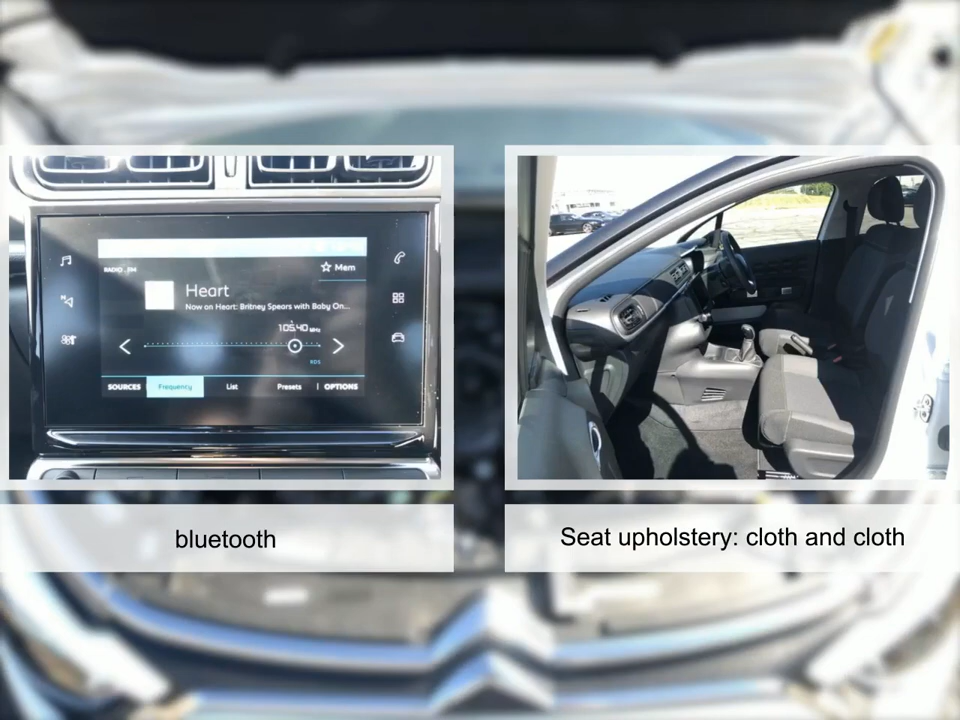 RADIO . FM
Mem
Heart
Now on Heart: Britney Spears with Baby On...
105.40 MHz
RDS
SOURCES Frequency List Presets OPTIONS
bluetooth
Seat upholstery: cloth and cloth